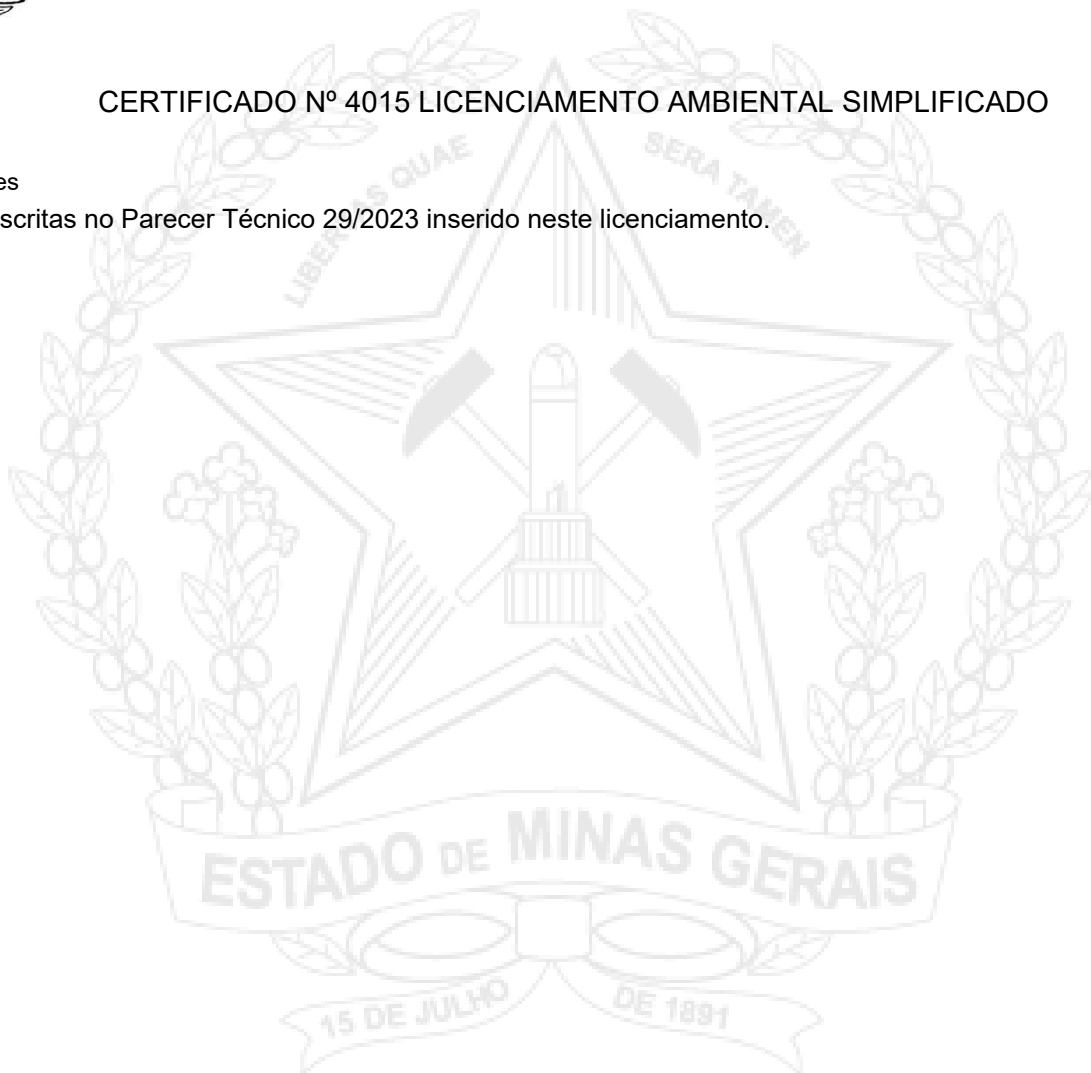 CERTIFICADO Nº 4015 LICENCIAMENTO AMBIENTAL SIMPLIFICADO
LIBERTAS QUAE SERA TAMEN
es
scritas no Parecer Técnico 29/2023 inserido neste licenciamento.
ESTADO DE MINAS GERAIS
15 DE JULHO DE 1891